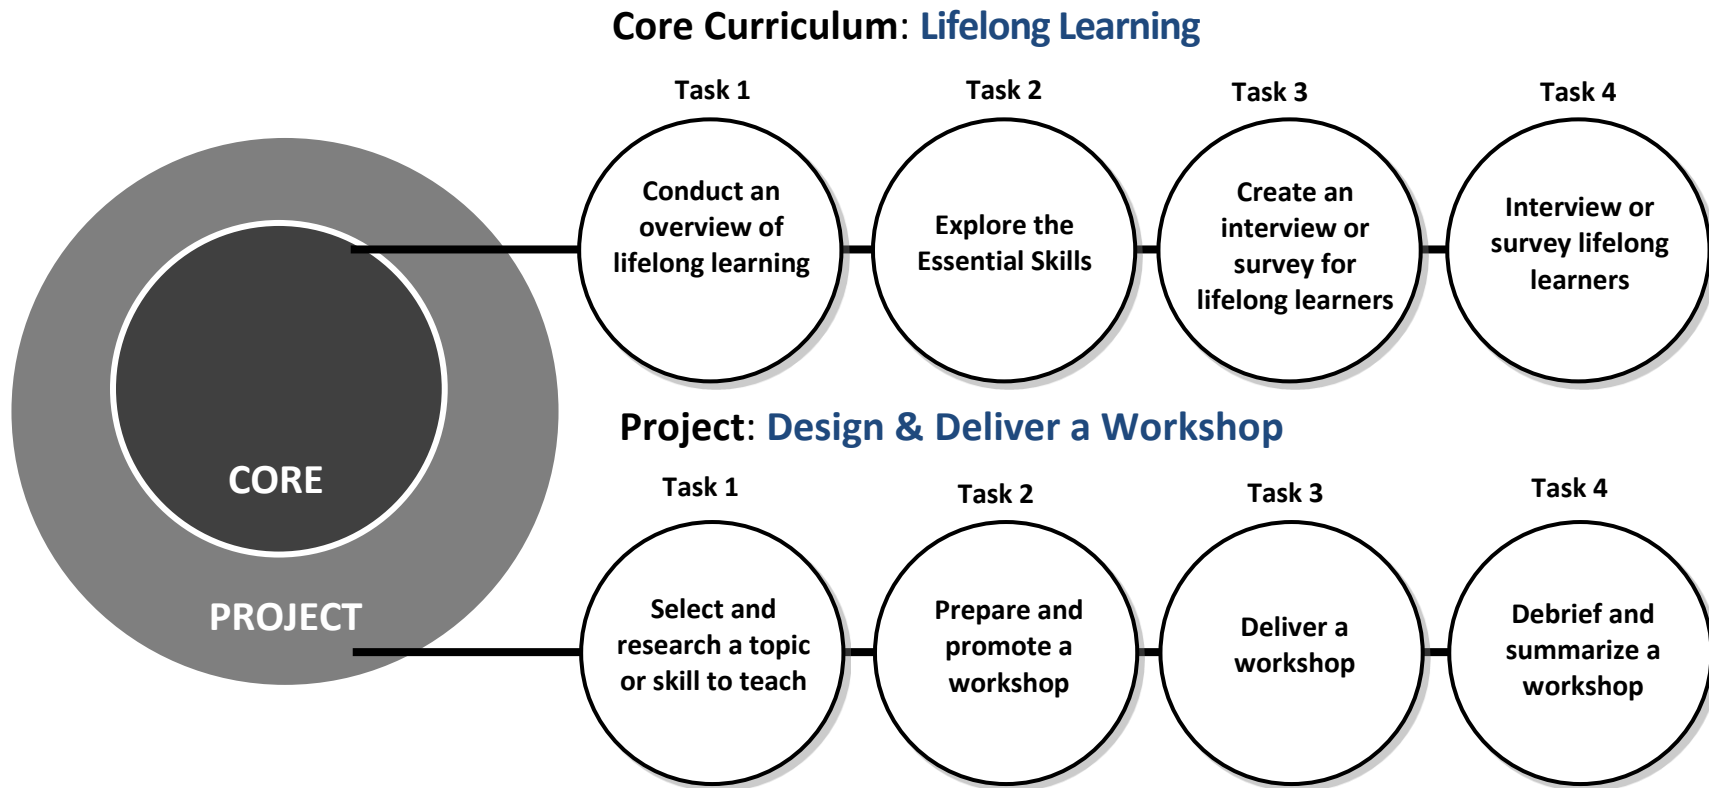 Core Curriculum: Lifelong Learning
Task 1
Task 2
Task 3
Task 4
Conduct an
overview of
lifelong learning
Explore the
Essential Skills
Create an
interview or
survey for
lifelong learners
Interview or
survey lifelong
learners
CORE
PROJECT
Project: Design & Deliver a Workshop
Task 1
Task 2
Task 3
Task 4
Select and
research a topic
or skill to teach
Prepare and
promote a
workshop
Deliver a
workshop
Debrief and
summarize a
workshop